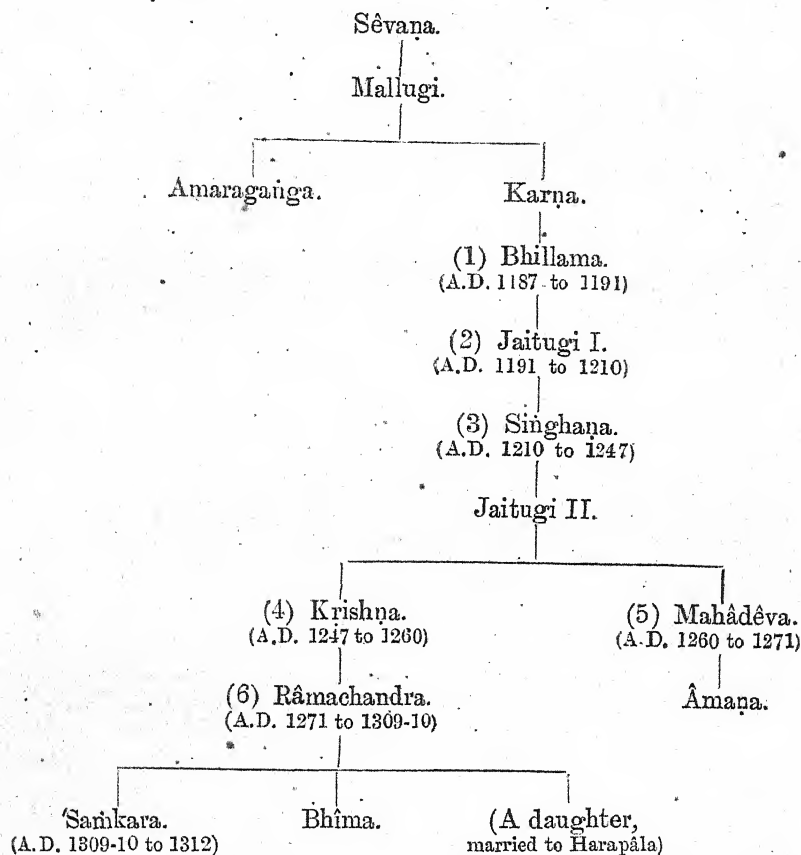 Sêvaṇa.
Mallugi.
Amaragaṅga. Karṇa.
(1) Bhillama.
(A.D. 1187 to 1191)
(2) Jaitugi I.
(A.D. 1191 to 1210)
(3) Siṅghaṇa.
(A.D. 1210 to 1247)
Jaitugi II.
(4) Krishṇa. (5) Mahâdêva.
(A.D. 1247 to 1260) (A.D. 1260 to 1271)
(6) Râmachandra. Âmaṇa.
(A.D. 1271 to 1309-10)
'Saṁkara. Bhîma. (A daughter,
(A.D. 1309-10 to 1312) married to Harapâla)